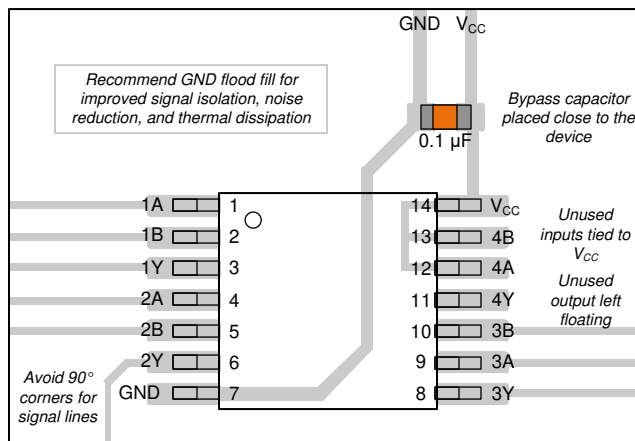 GND V_CC
Recommend GND flood fill for
improved signal isolation, noise
reduction, and thermal dissipation
Bypass capacitor
placed close to the
device
0.1 µF
1A 1 14 V_CC
1B 2 13 4B
1Y 3 12 4A
2A 4 11 4Y
2B 5 10 3B
2Y 6 9 3A
GND 7 8 3Y
Unused
inputs tied to
V_CC
Unused
output left
floating
Avoid 90°
corners for
signal lines